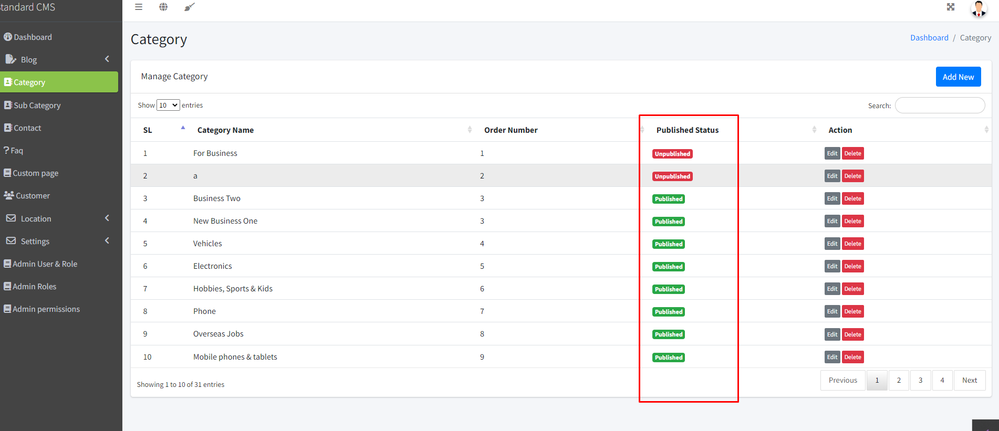 Standard CMS
Dashboard
Blog
Category
Sub Category
Contact
? Faq
Custom page
Customer
Location
Settings
Admin User & Role
Admin Roles
Admin permissions
Category
Dashboard / Category
Manage Category
Add New
Show 10 entries
Search:
SL Category Name Order Number Published Status Action
1 For Business 1 Unpublished Edit Delete
2 a 2 Unpublished Edit Delete
3 Business Two 3 Published Edit Delete
4 New Business One 3 Published Edit Delete
5 Vehicles 4 Published Edit Delete
6 Electronics 5 Published Edit Delete
7 Hobbies, Sports & Kids 6 Published Edit Delete
8 Phone 7 Published Edit Delete
9 Overseas Jobs 8 Published Edit Delete
10 Mobile phones & tablets 9 Published Edit Delete
Showing 1 to 10 of 31 entries
Previous 1 2 3 4 Next